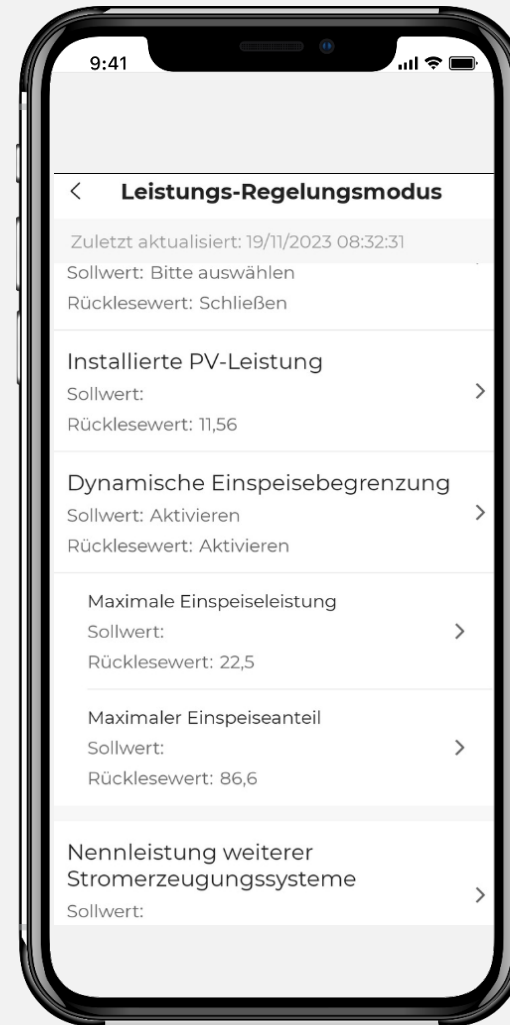 9:41
Leistungs-Regelungsmodus
Zuletzt aktualisiert: 19/11/2023 08:32:31
Sollwert: Bitte auswählen
Rücklesewert: Schließen
Installierte PV-Leistung
Sollwert:
Rücklesewert: 11,56
Dynamische Einspeisebegrenzung
Sollwert: Aktivieren
Rücklesewert: Aktivieren
Maximale Einspeiseleistung
Sollwert:
Rücklesewert: 22,5
Maximaler Einspeiseanteil
Sollwert:
Rücklesewert: 86,6
Nennleistung weiterer
Stromerzeugungssysteme
Sollwert: